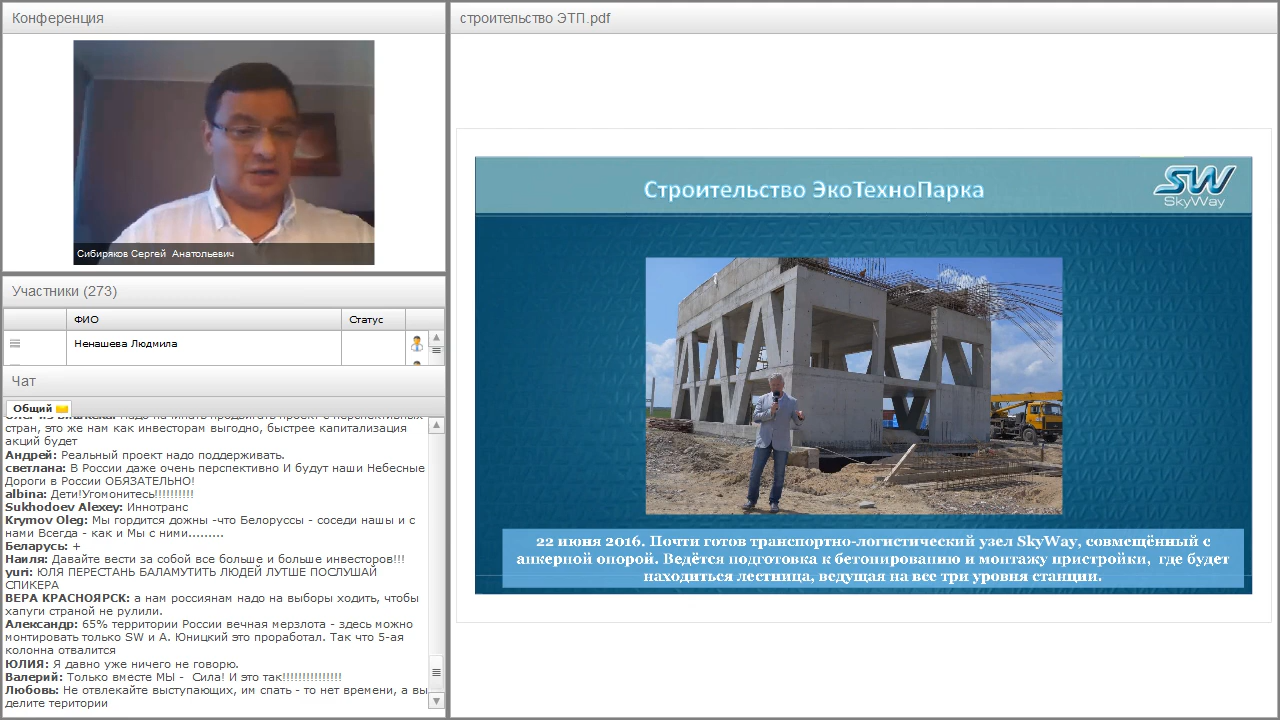 Конференция
Сибиряков Сергей Анатольевич
Участники (273)
ФИО
Статус
Ненашева Людмила
Чат
Общий
стран, это же нам как инвесторам выгодно, быстрее капитализация
акций будет
Андрей: Реальный проект надо поддерживать.
светлана: В России даже очень перспективно И будут наши Небесные
Дороги в России ОБЯЗАТЕЛЬНО!
albina: Дети!Угомонитесь!!!!!!!!!!
Sukhodoev Alexey: Иннотранс
Krymov Oleg: Мы гордится дожны -что Белоруссы - соседи нашы и с
нами Всегда - как и Мы с ними.........
Беларусь: +
Наиля: Давайте вести за собой все больше и больше инвесторов!!!
yuri: ЮЛЯ ПЕРЕСТАНЬ БАЛАМУТИТЬ ЛЮДЕЙ ЛУТШЕ ПОСЛУШАЙ
СПИКЕРА
ВЕРА КРАСНОЯРСК: а нам россиянам надо на выборы ходить, чтобы
хапуги страной не рулили.
Александр: 65% территории России вечная мерзлота - здесь можно
монтировать только SW и А. Юницкий это проработал. Так что 5-ая
колонна отвалится
ЮЛИЯ: Я давно уже ничего не говорю.
Валерий: Только вместе МЫ - Сила! И это так!!!!!!!!!!!!!!!
Любовь: Не отвлекайте выступающих, им спать - то нет времени, а вы
делите територии
строительство ЭТП.pdf
Строительство ЭкоТехноПарка
SW
SkyWay
22 июня 2016. Почти готов транспортно-логистический узел SkyWay, совмещённый с
анкерной опорой. Ведётся подготовка к бетонированию и монтажу пристройки, где будет
находиться лестница, ведущая на все три уровня станции.